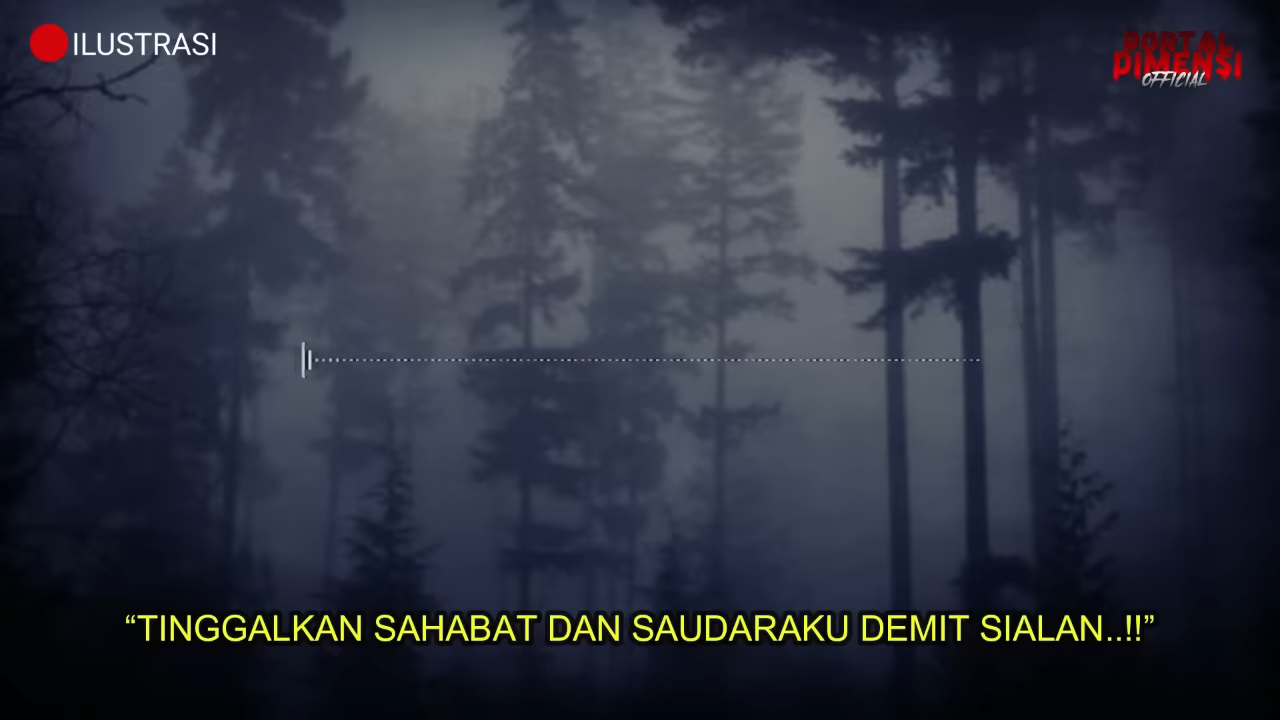 ILUSTRASI
PORTAL
DIMENSI
OFFICIAL
“TINGGALKAN SAHABAT DAN SAUDARAKU DEMIT SIALAN..!!”